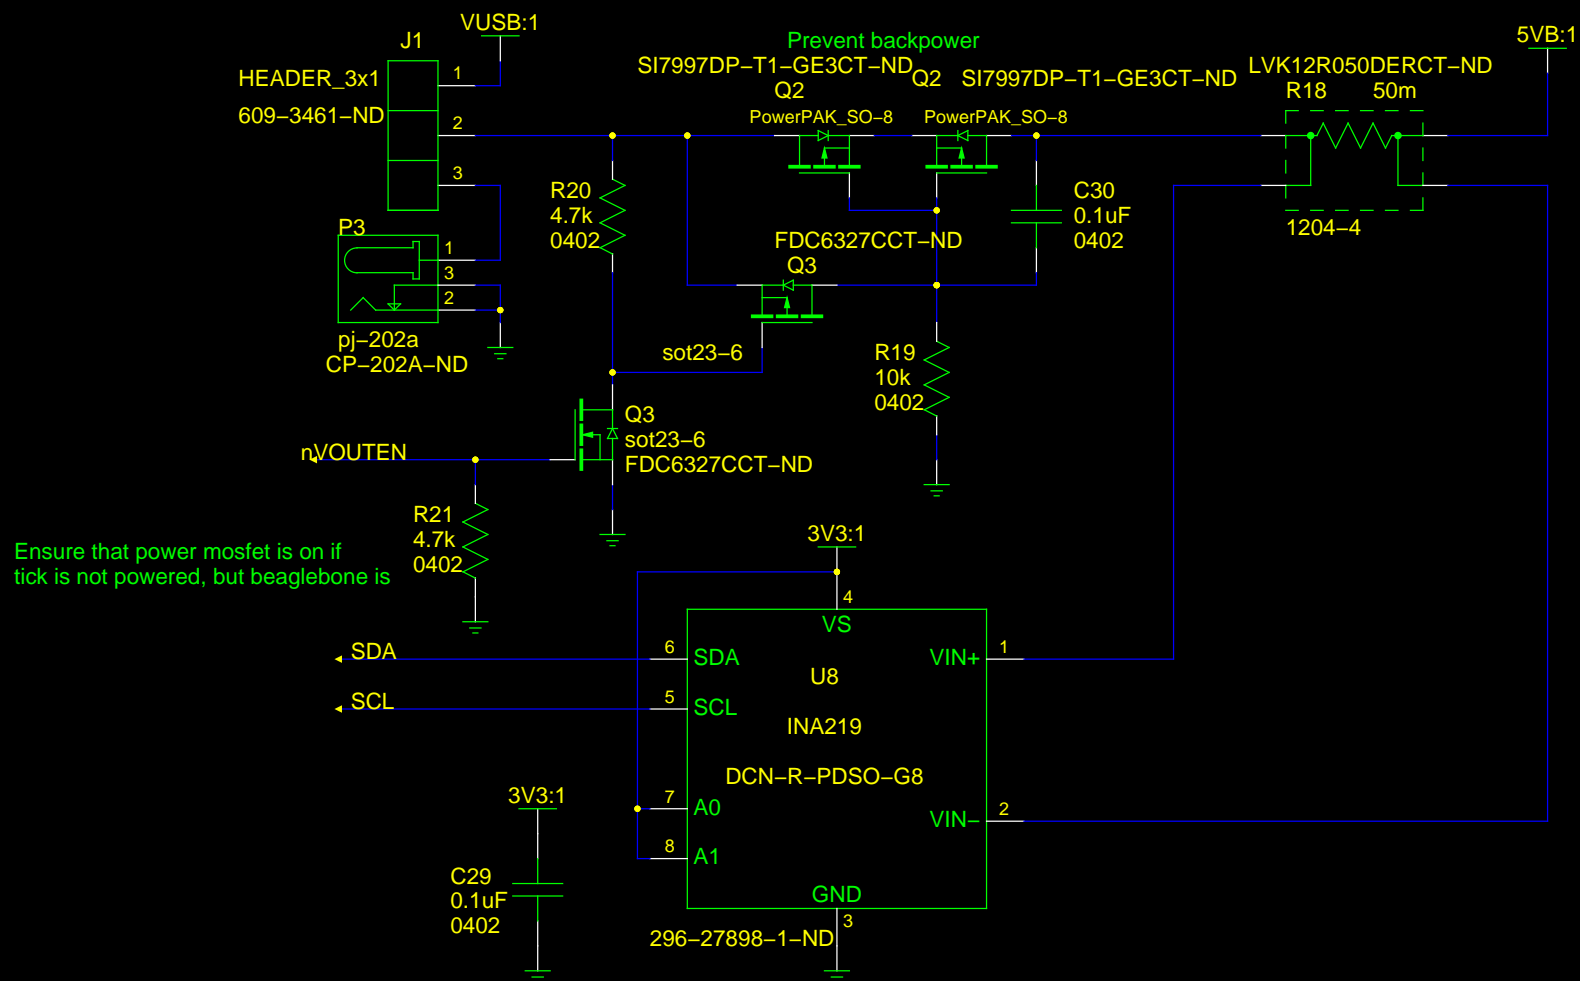 VUSB:1
J1
HEADER_3x1
609-3461-ND
1
2
3
P3
1
3
2
pj-202a
CP-202A-ND
Prevent backpower
SI7997DP-T1-GE3CT-ND
Q2
PowerPAK_SO-8
Q2
SI7997DP-T1-GE3CT-ND
PowerPAK_SO-8
5VB:1
LVK12R050DERCT-ND
R18
50m
1204-4
R20
4.7k
0402
C30
0.1uF
0402
FDC6327CCT-ND
Q3
sot23-6
R19
10k
0402
Q3
sot23-6
FDC6327CCT-ND
nVOUTEN
R21
4.7k
0402
Ensure that power mosfet is on if
tick is not powered, but beaglebone is
3V3:1
4
VS
6
SDA
SDA
5
SCL
SCL
U8
INA219
DCN-R-PDSO-G8
VIN+
1
VIN-
2
7
A0
8
A1
GND
3
296-27898-1-ND
3V3:1
C29
0.1uF
0402